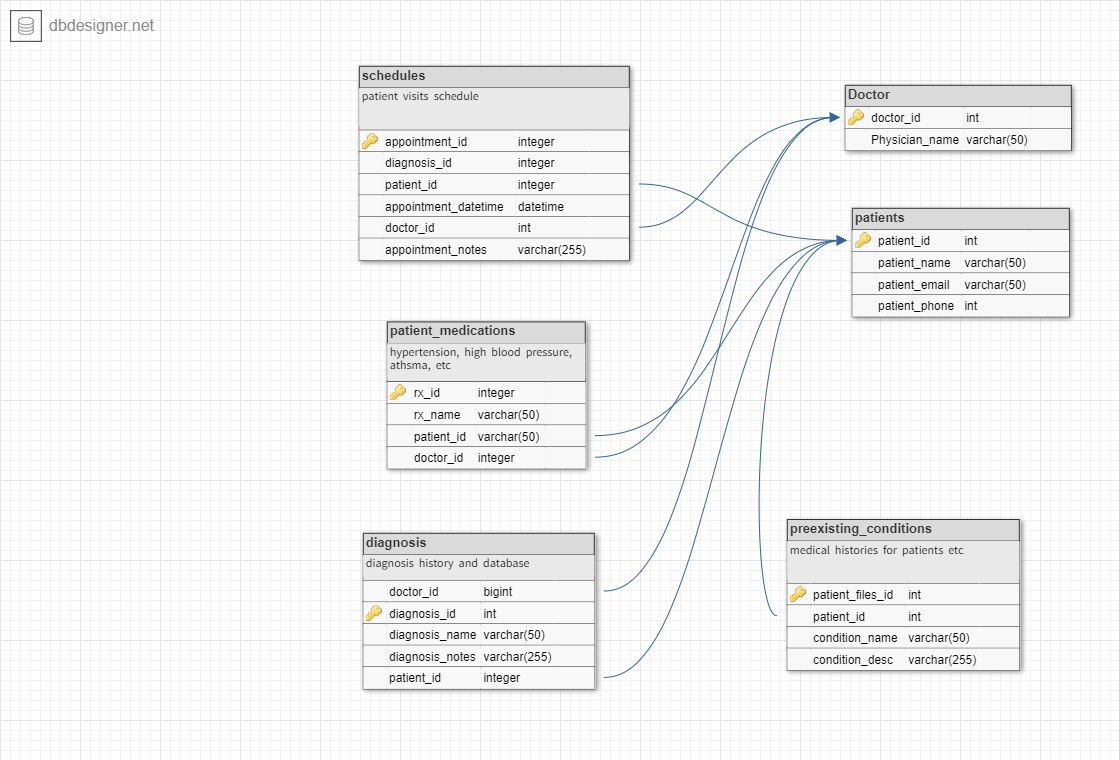 dbdesigner.net
schedules
patient visits schedule
appointment_id integer
diagnosis_id integer
patient_id integer
appointment_datetime datetime
doctor_id int
appointment_notes varchar(255)
Doctor
doctor_id int
Physician_name varchar(50)
patients
patient_id int
patient_name varchar(50)
patient_email varchar(50)
patient_phone int
patient_medications
hypertension, high blood pressure,
athsma, etc
rx_id integer
rx_name varchar(50)
patient_id varchar(50)
doctor_id integer
diagnosis
diagnosis history and database
doctor_id bigint
diagnosis_id int
diagnosis_name varchar(50)
diagnosis_notes varchar(255)
patient_id integer
preexisting_conditions
medical histories for patients etc
patient_files_id int
patient_id int
condition_name varchar(50)
condition_desc varchar(255)